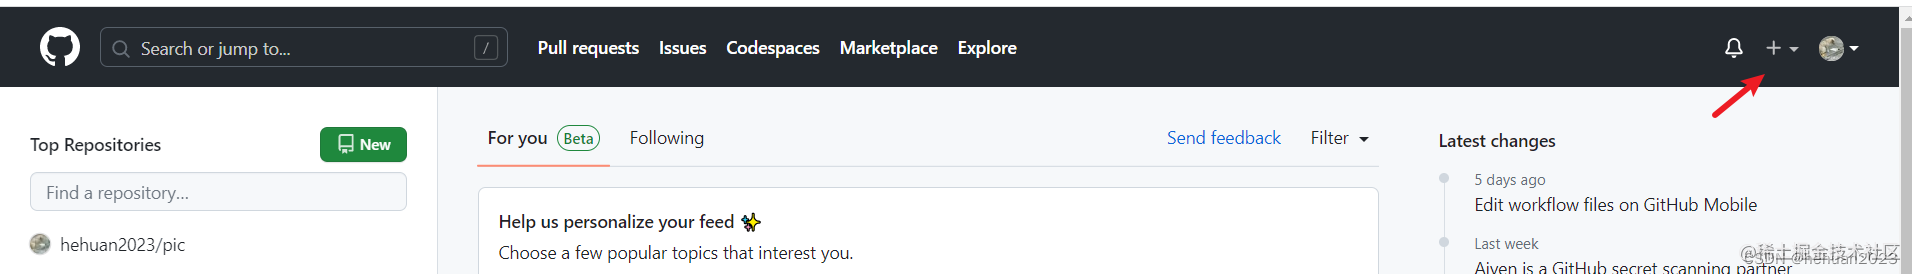 Search or jump to...
/
Pull requests
Issues
Codespaces
Marketplace
Explore
Top Repositories
New
Find a repository...
hehuan2023/pic
For you
Beta
Following
Send feedback
Filter
Help us personalize your feed ✨
Choose a few popular topics that interest you.
Latest changes
5 days ago
Edit workflow files on GitHub Mobile
Last week
Aiven is a GitHub secret scanning partner
@稀土掘金技术社区
CSDN @hehuan2023